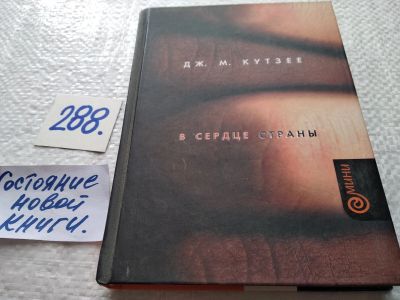 ДЖ. М. КУТЗЕЕ
В СЕРДЦЕ СТРАНЫ
МИНИ
288.
Состояние
новой
книги.